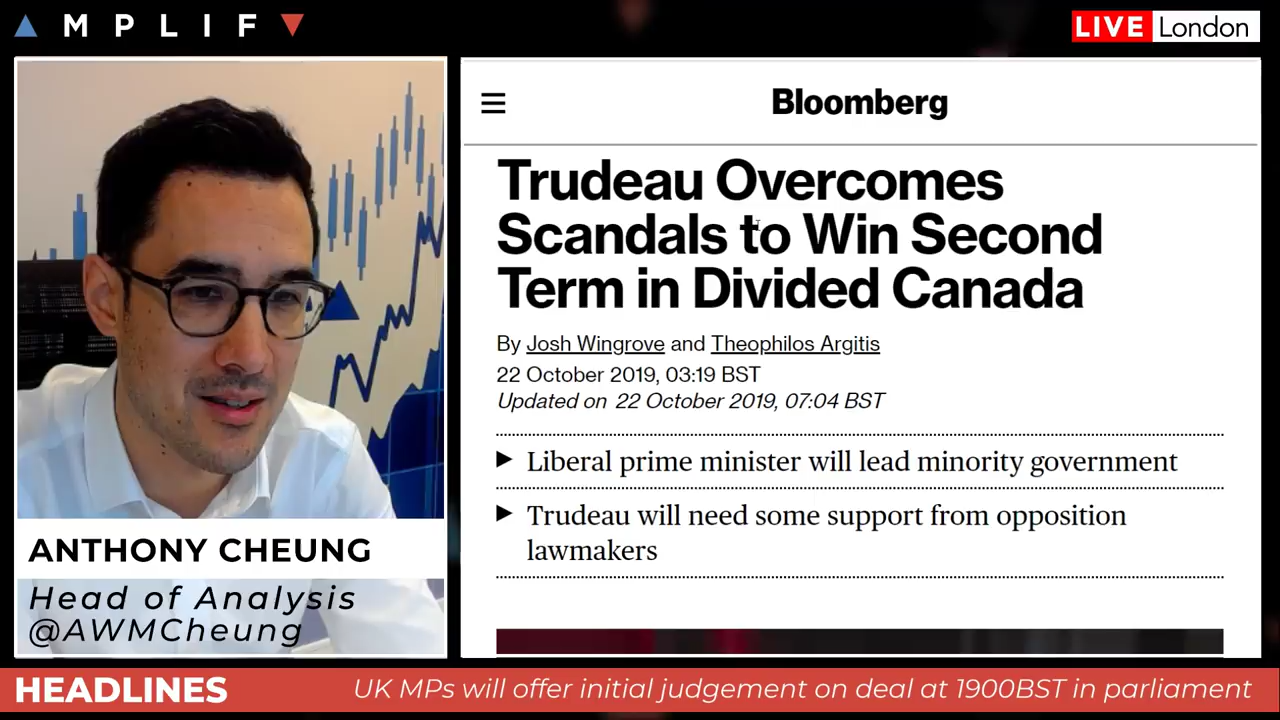 AMPLIFY
LIVE London
Bloomberg
Trudeau Overcomes
Scandals to Win Second
Term in Divided Canada
By Josh Wingrove and Theophilos Argitis
22 October 2019, 03:19 BST
Updated on 22 October 2019, 07:04 BST
Liberal prime minister will lead minority government
Trudeau will need some support from opposition
lawmakers
ANTHONY CHEUNG
Head of Analysis
@AWMCheung
HEADLINES UK MPs will offer initial judgement on deal at 1900BST in parliament